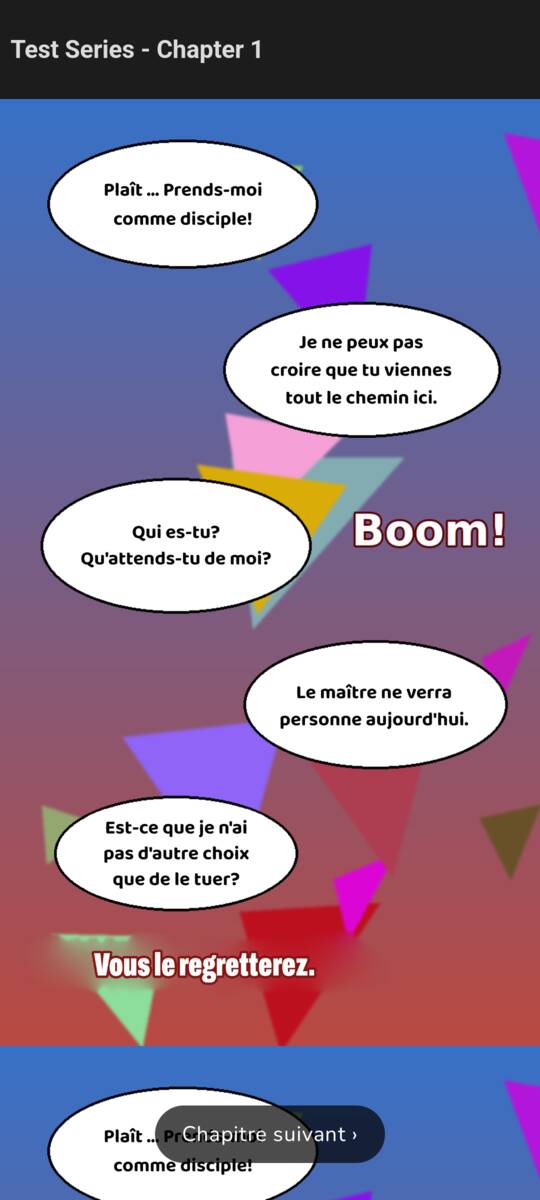 Test Series - Chapter 1
Plaît ... Prends-moi
comme disciple!
Je ne peux pas
croire que tu viennes
tout le chemin ici.
Qui es-tu?
Qu'attends-tu de moi?
Boom!
Le maître ne verra
personne aujourd'hui.
Est-ce que je n'ai
pas d'autre choix
que de le tuer?
Vous le regretterez.
Plaît ... Prends-moi
comme disciple!
Chapitre suivant ›